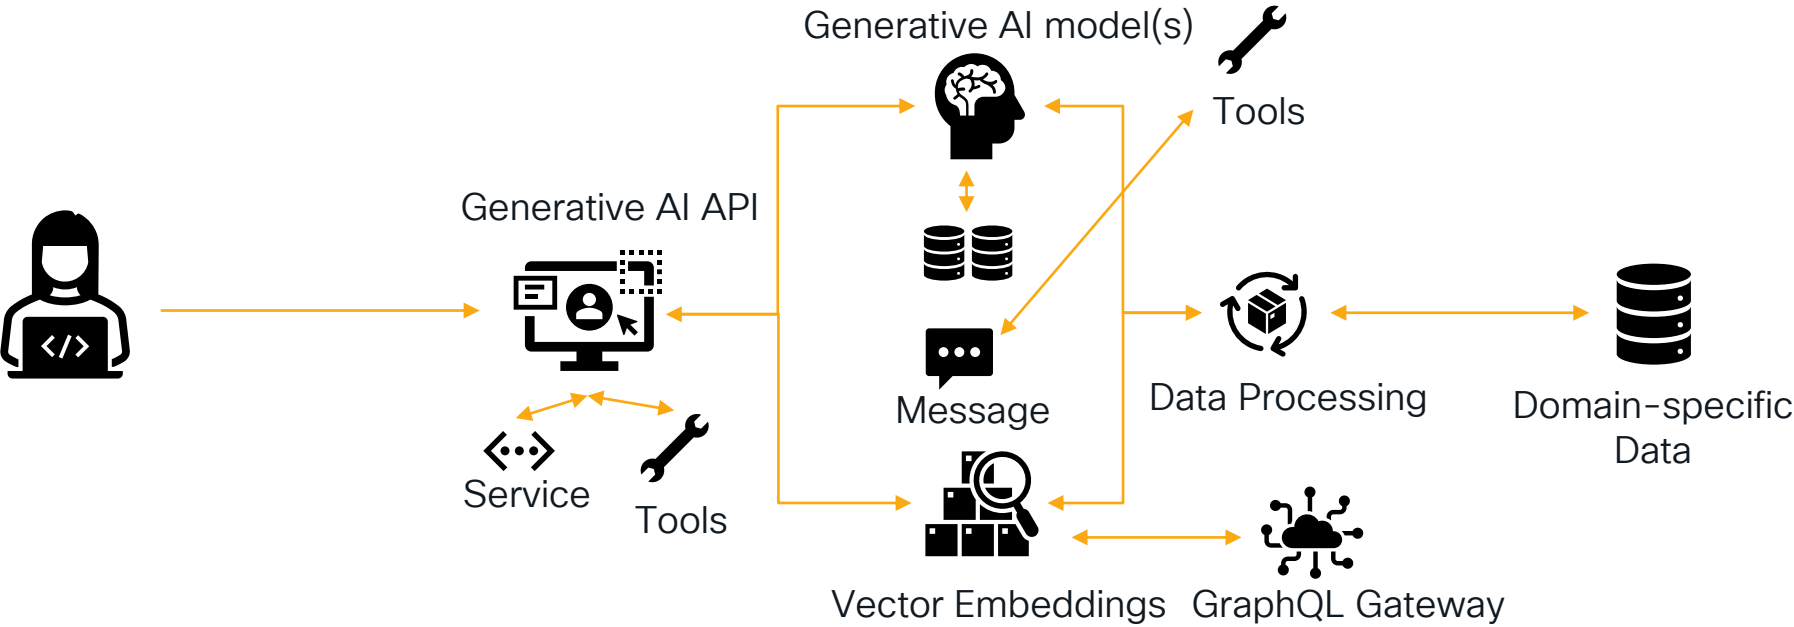 Generative AI model(s)
Tools
Generative AI API
</>
Message
Data Processing
Domain-specific
Data
Service
Tools
Vector Embeddings
GraphQL Gateway